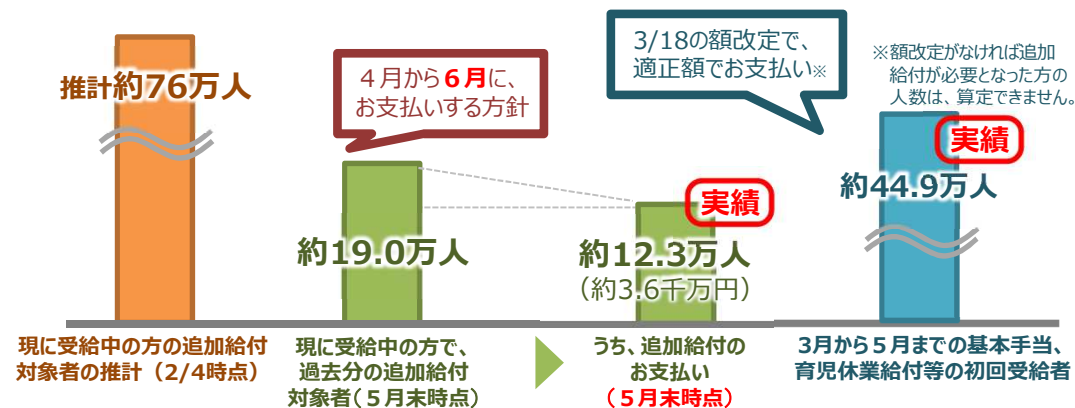 推計約76万人
現に受給中の方の追加給付
対象者の推計（2/4時点）
４月から６月に、
お支払いする方針
約19.0万人
現に受給中の方で、
過去分の追加給付
対象者（５月末時点）
実績
約12.3万人
（約3.6千万円）
うち、追加給付の
お支払い
（５月末時点）
3/18の額改定で、
適正額でお支払い※
※額改定がなければ追加
給付が必要となった方の
人数は、算定できません。
実績
約44.9万人
3月から５月までの基本手当、
育児休業給付等の初回受給者